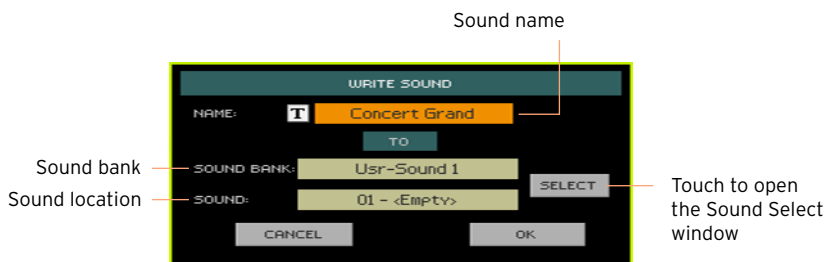 Sound name
WRITE SOUND
NAME: T Concert Grand
TO
Sound bank
SOUND BANK: Usr-Sound 1
SELECT
Sound location
SOUND: 01 - <Empty>
Touch to open
the Sound Select
window
CANCEL OK